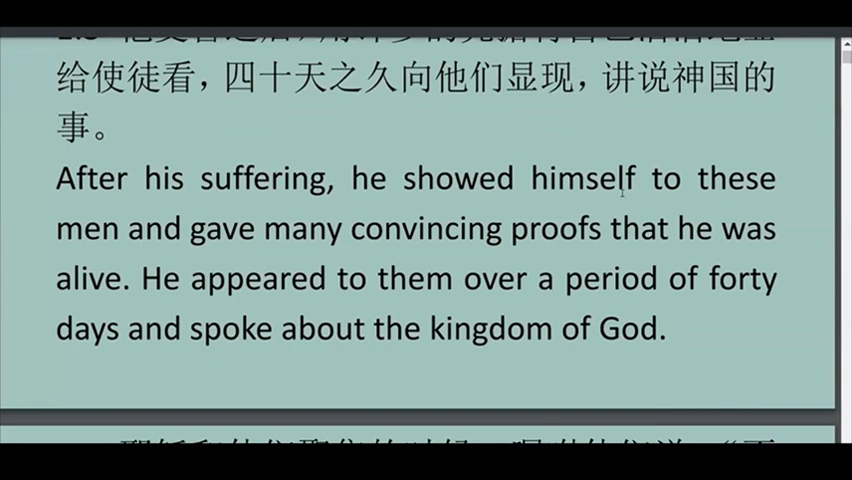 给使徒看，四十天之久向他们显现，讲说神国的
事。
After his suffering, he showed himself to these
men and gave many convincing proofs that he was
alive. He appeared to them over a period of forty
days and spoke about the kingdom of God.